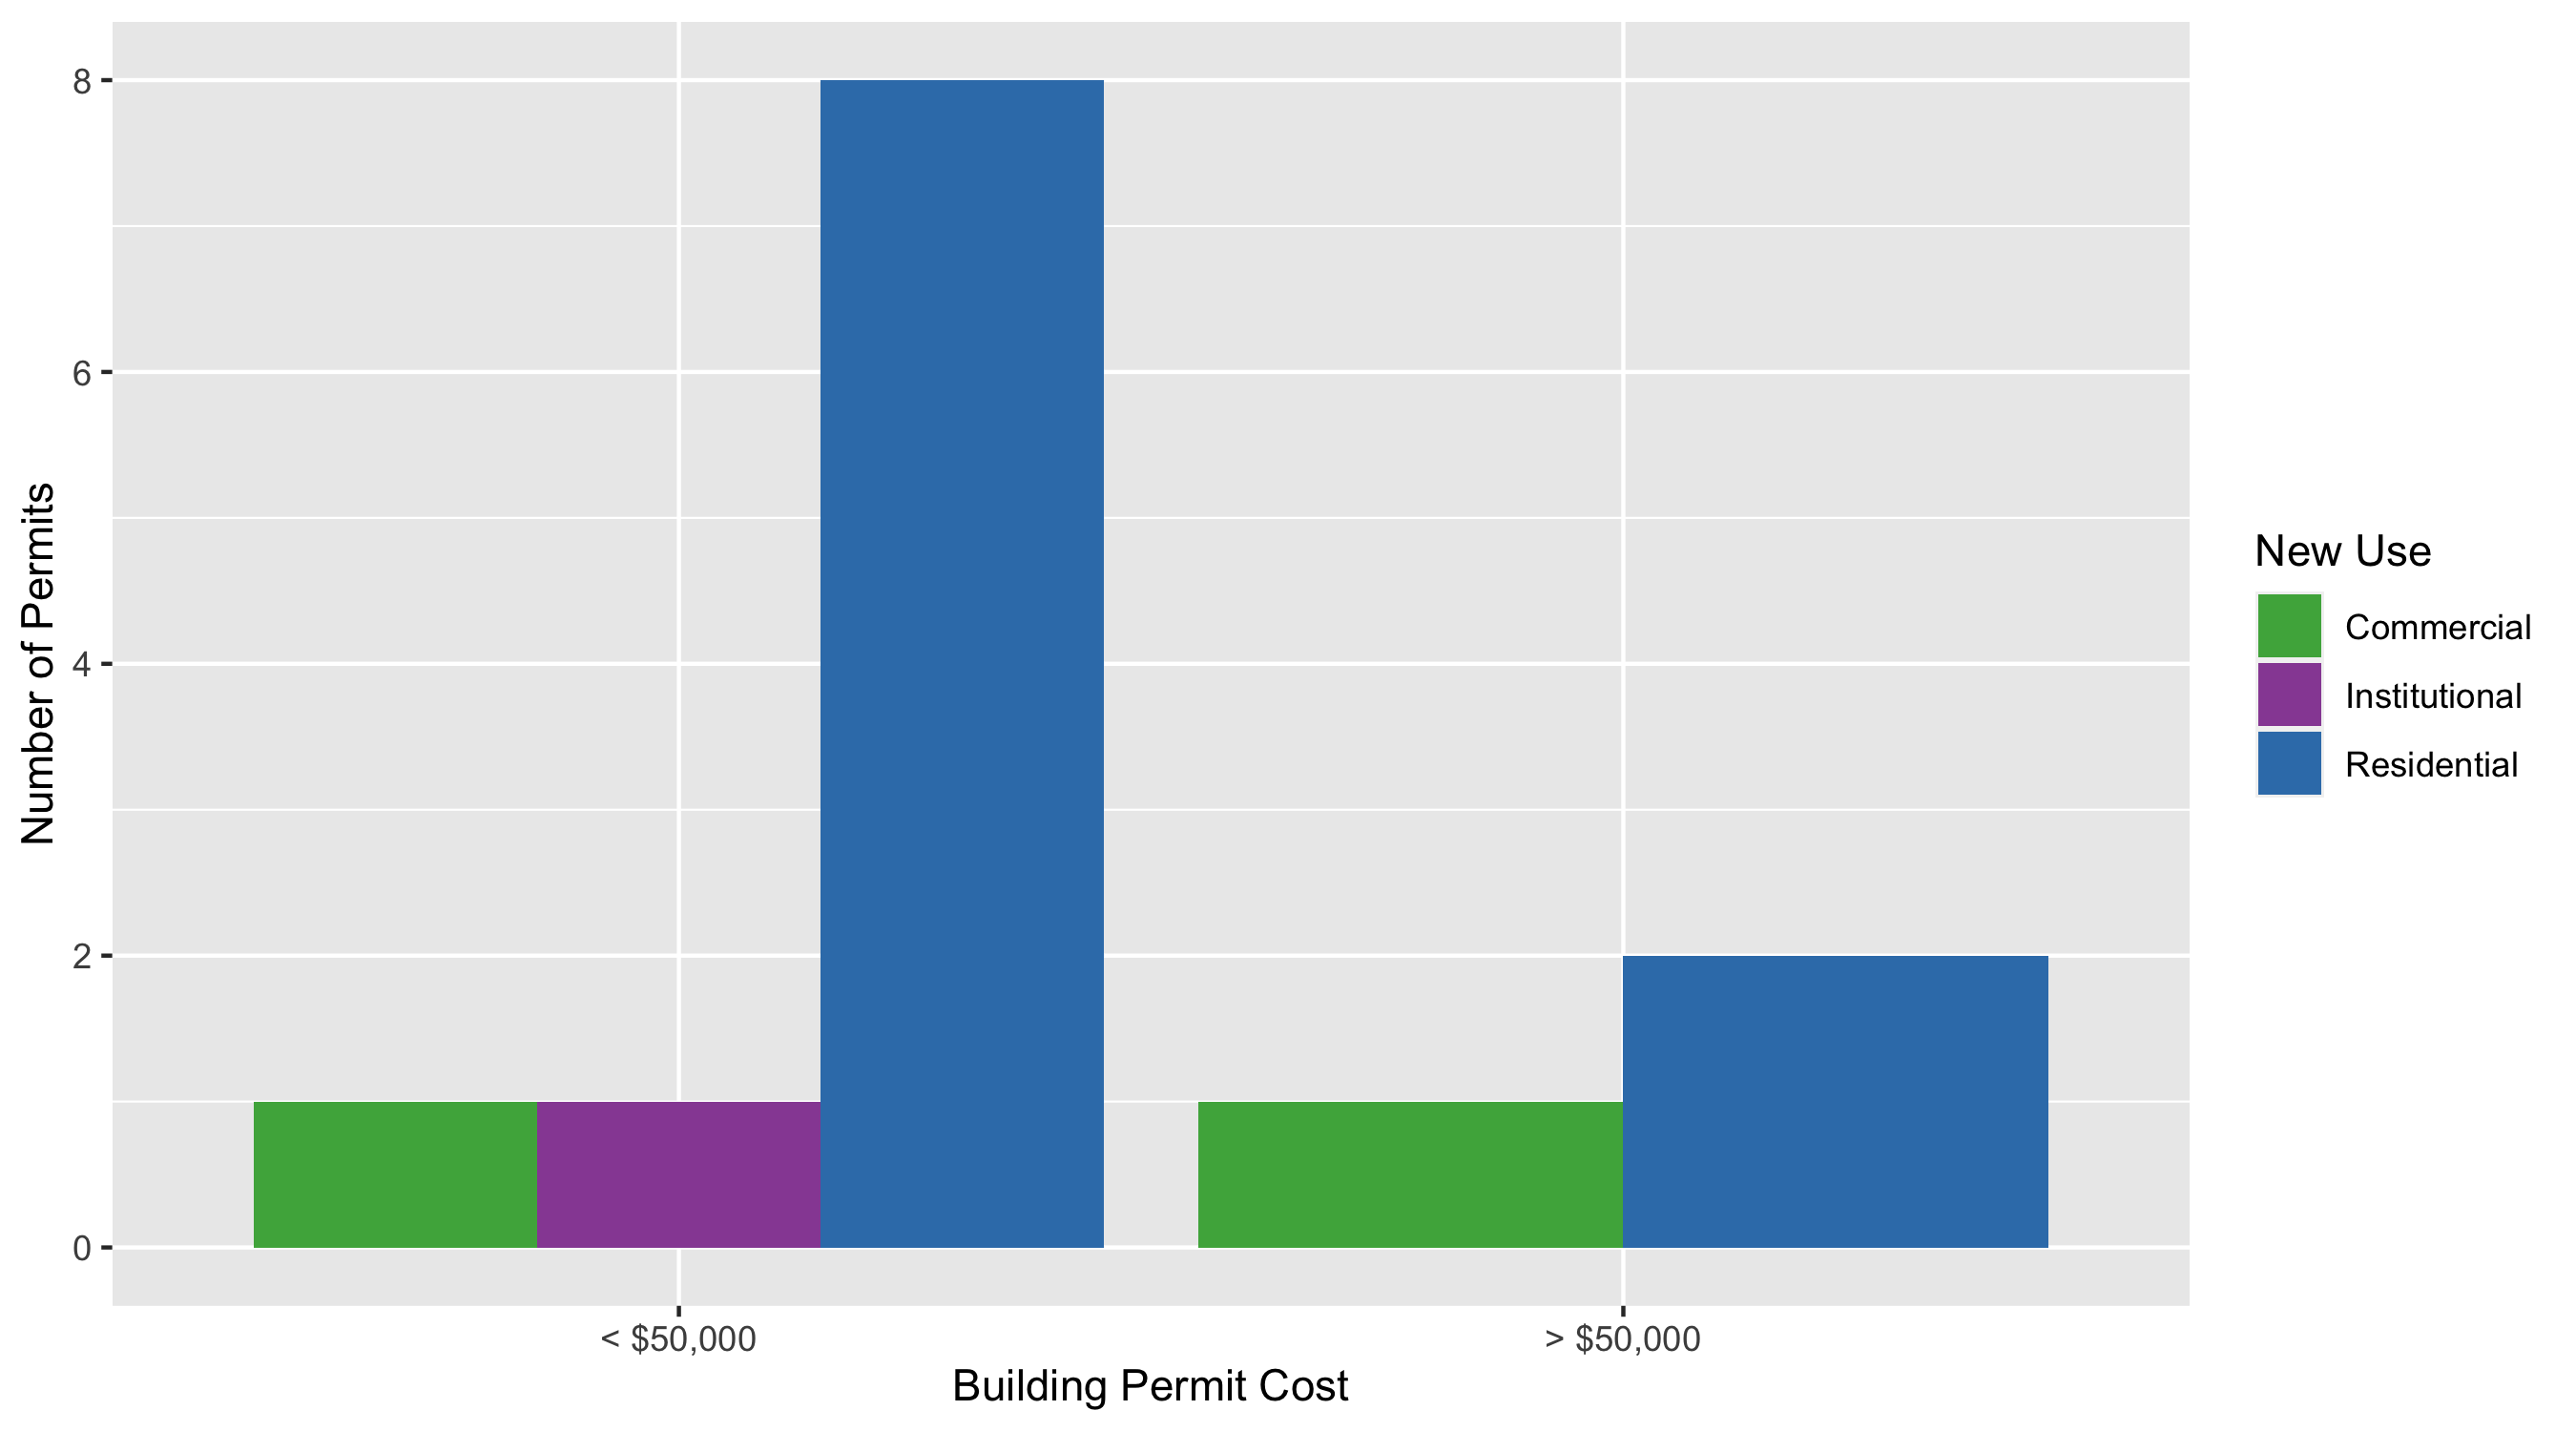 8
6
4
2
0
Number of Permits
< $50,000
> $50,000
Building Permit Cost
New Use
Commercial
Institutional
Residential